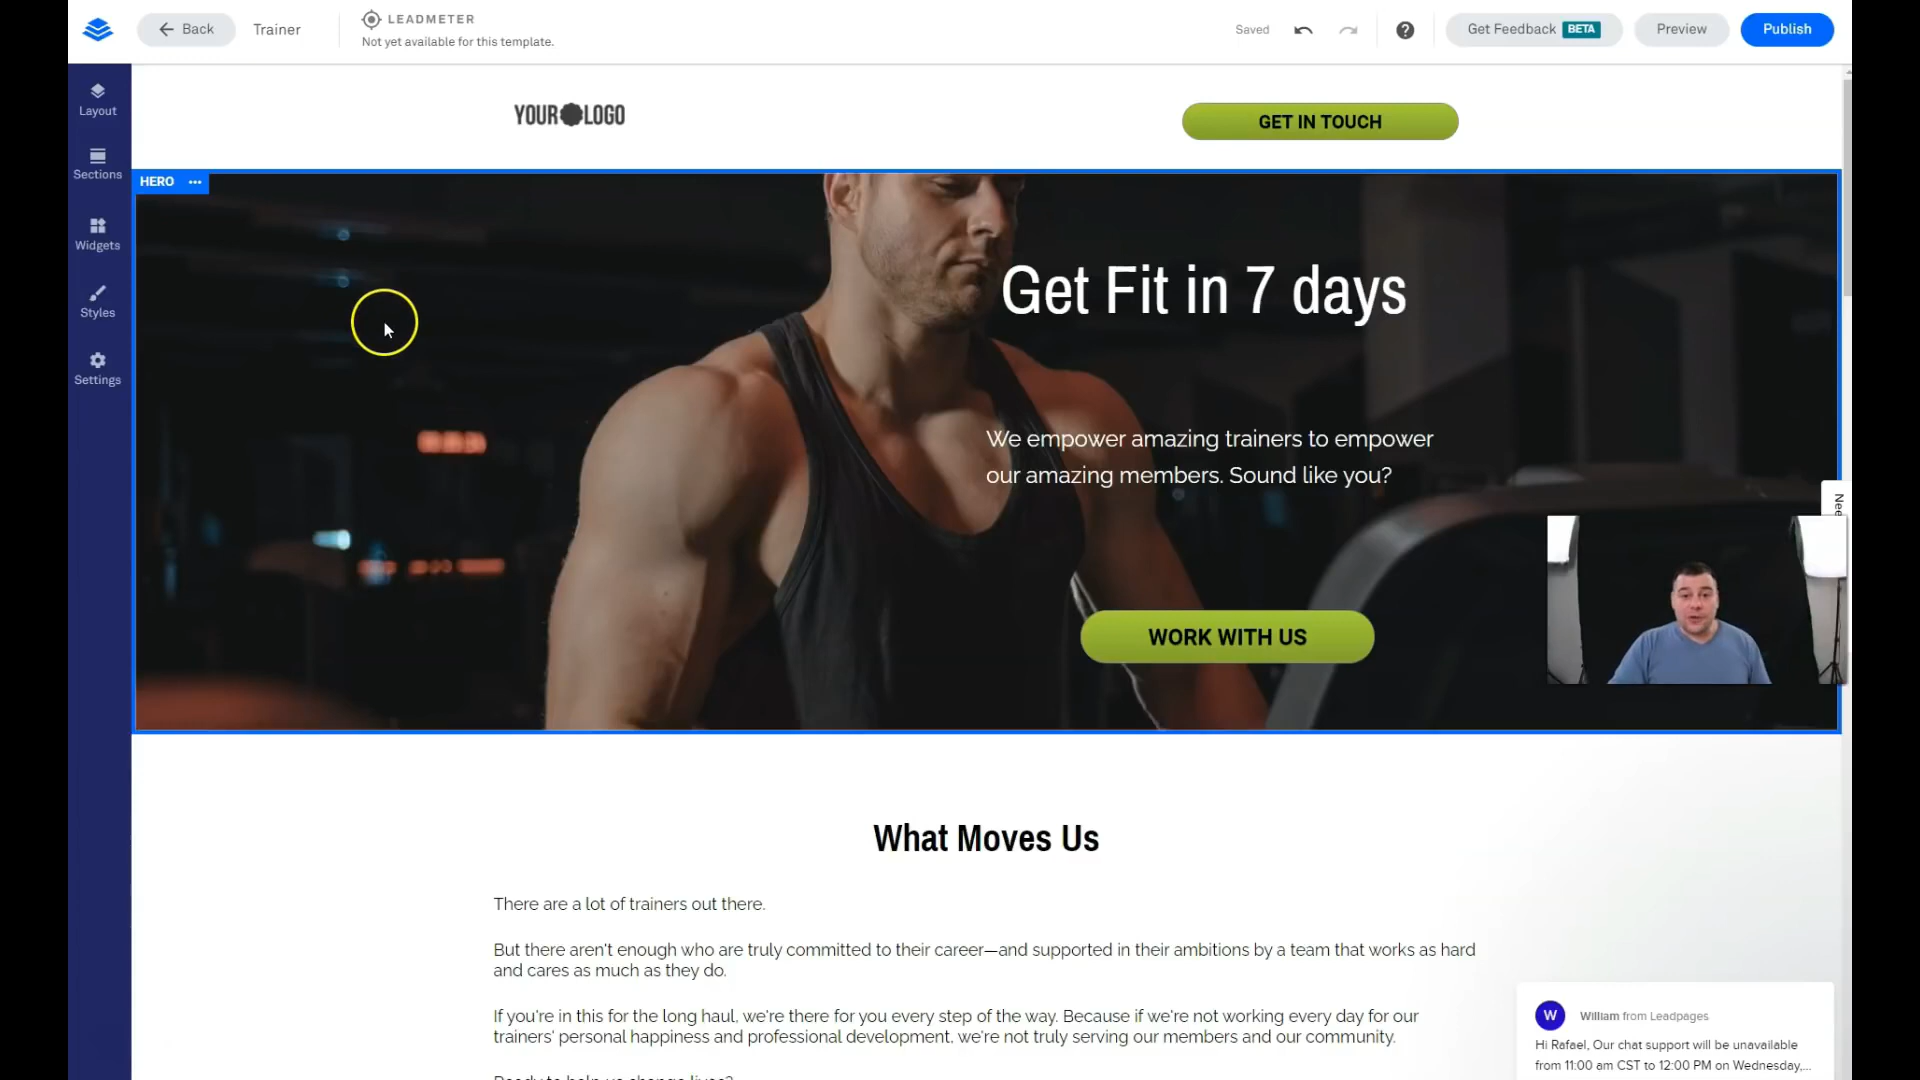 Back
Trainer
LEADMETER
Not yet available for this template.
Saved
Get Feedback BETA
Preview
Publish
Layout
Sections
Widgets
Styles
Settings
YOUR LOGO
GET IN TOUCH
HERO
Get Fit in 7 days
We empower amazing trainers to empower
our amazing members. Sound like you?
WORK WITH US
What Moves Us
There are a lot of trainers out there.
But there aren't enough who are truly committed to their career—and supported in their ambitions by a team that works as hard
and cares as much as they do.
If you're in this for the long haul, we're there for you every step of the way. Because if we're not working every day for our
trainers' personal happiness and professional development, we're not truly serving our members and our community.
W
William from Leadpages
Hi Rafael, Our chat support will be unavailable
from 11:00 am CST to 12:00 PM on Wednesday,...